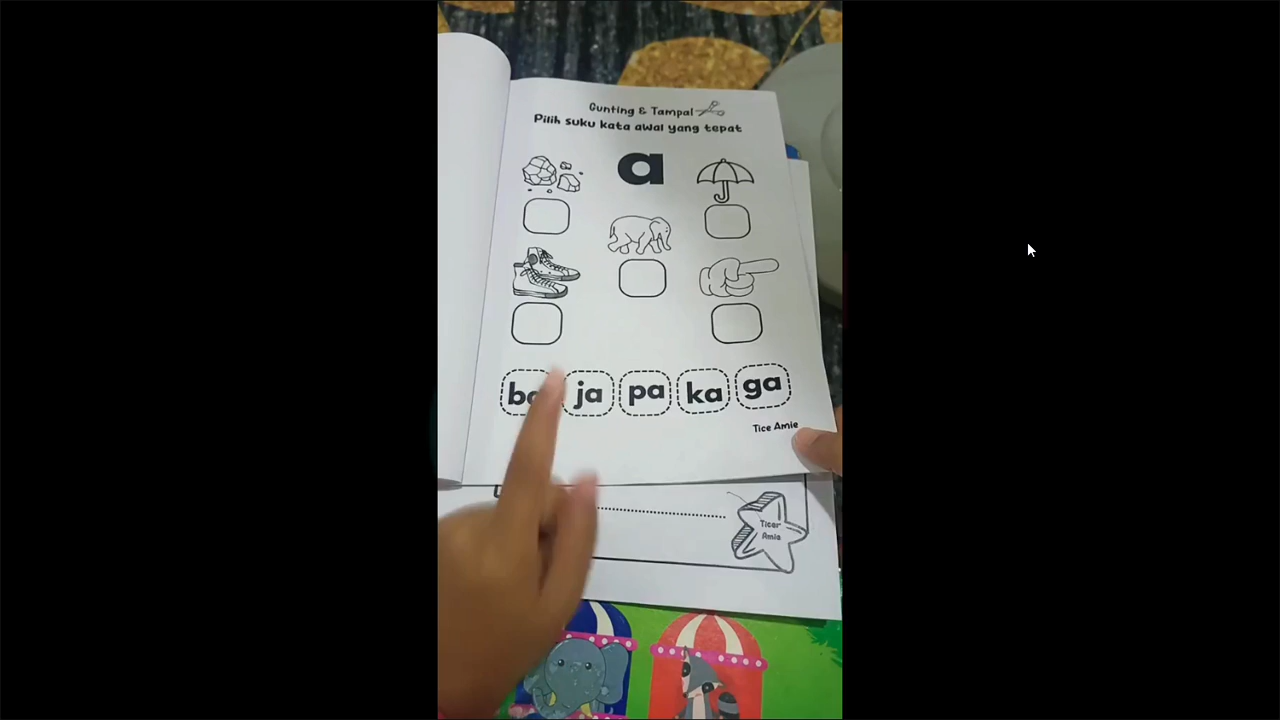 Gunting & Tampal
Pilih suku kata awal yang tepat
a
ja pa ka ga
Tice Amie
Ticer
Amie